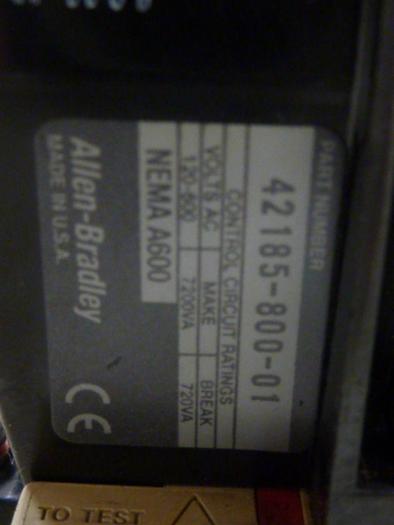 PART NUMBER
42185-800-01
CONTROL CIRCUIT RATINGS
VOLTS AC MAKE BREAK
120-600 7200VA 720VA
NEMA A600
Allen-Bradley CE
MADE IN U.S.A.
TO TEST